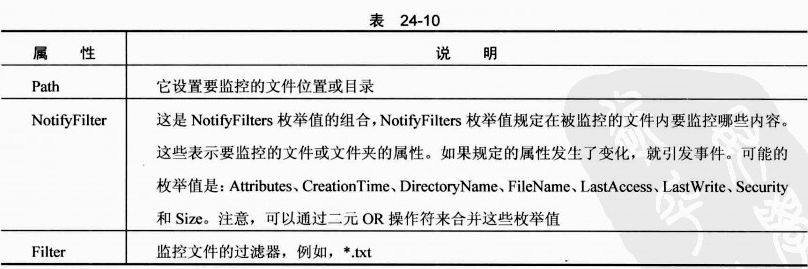 表 24-10
属 性 说 明
Path 它设置要监控的文件位置或目录
NotifyFilter 这是 NotifyFilters 枚举值的组合，NotifyFilters 枚举值规定在被监控的文件内要监控哪些内容。
这些表示要监控的文件或文件夹的属性。如果规定的属性发生了变化，就引发事件。可能的
枚举值是：Attributes、CreationTime、DirectoryName、FileName、LastAccess、LastWrite、Security
和 Size。注意，可以通过二元 OR 操作符来合并这些枚举值
Filter 监控文件的过滤器，例如，*.txt